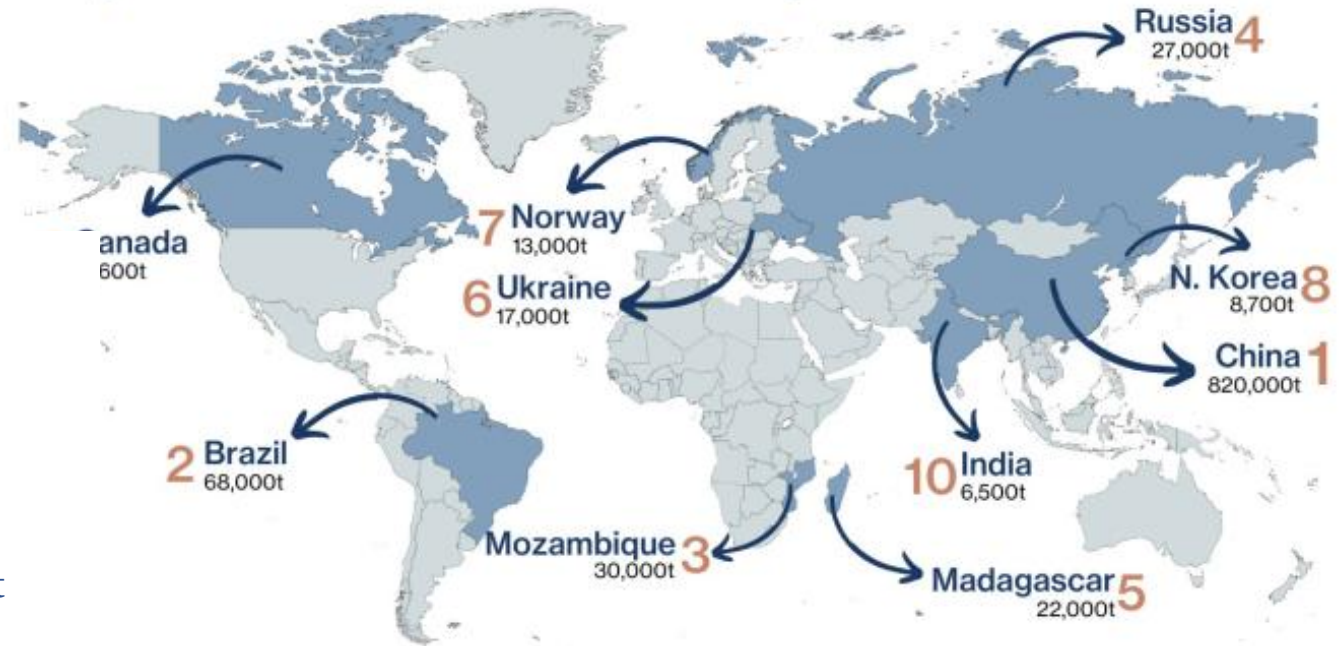 Russia 4
27,000t
7 Norway
13,000t
anada
600t
6 Ukraine
17,000t
N. Korea 8
8,700t
China 1
820,000t
2 Brazil
68,000t
10 India
6,500t
Mozambique 3
30,000t
Madagascar 5
22,000t